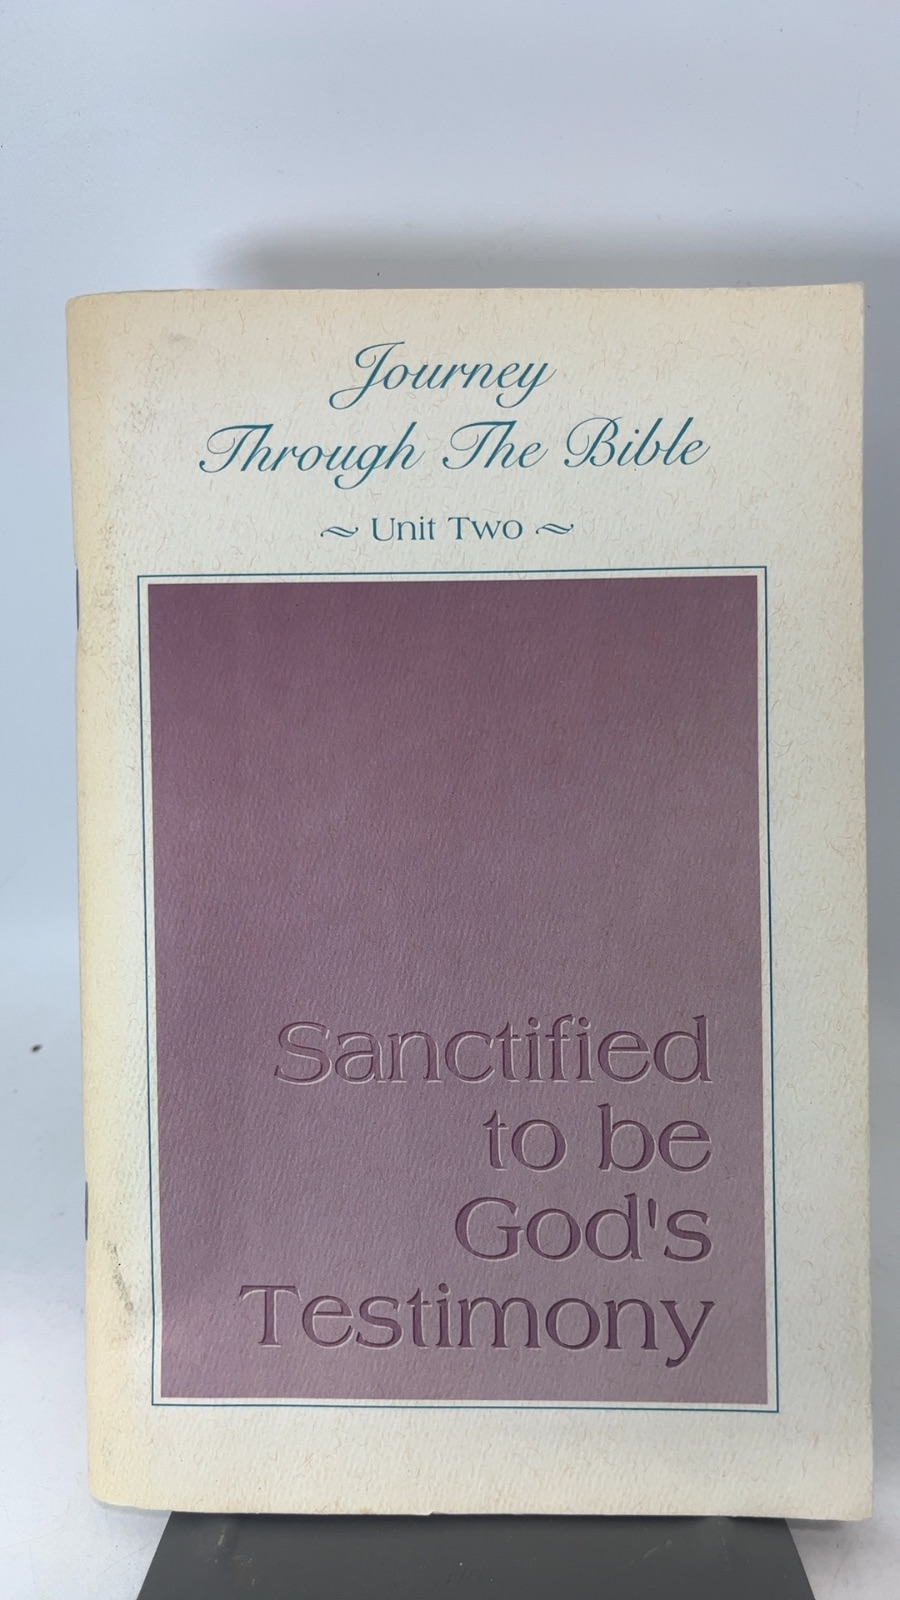 Journey
Through The Bible
~ Unit Two ~
Sanctified
to be
God's
Testimony